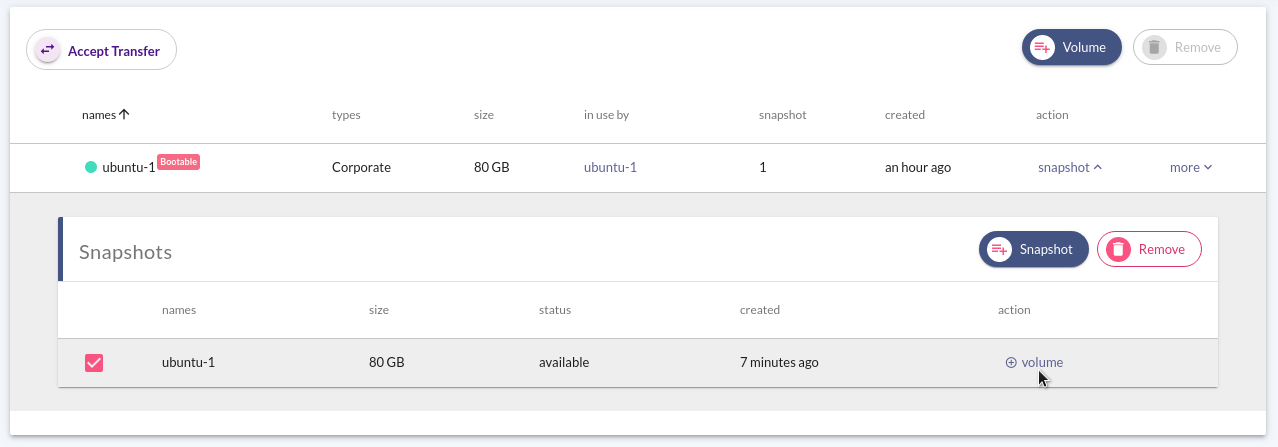 Accept Transfer
Volume
Remove
names types size in use by snapshot created action
ubuntu-1 Bootable Corporate 80 GB ubuntu-1 1 an hour ago snapshot more
Snapshots
Snapshot
Remove
names size status created action
ubuntu-1 80 GB available 7 minutes ago volume